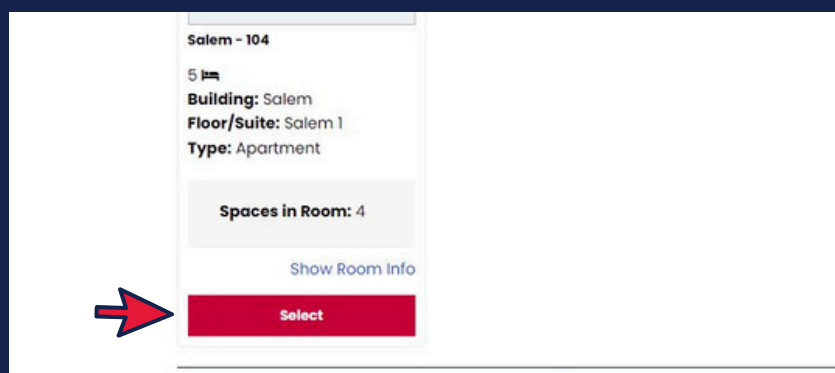 Salem - 104
5
Building: Salem
Floor/Suite: Salem 1
Type: Apartment
Spaces in Room: 4
Show Room Info
Select